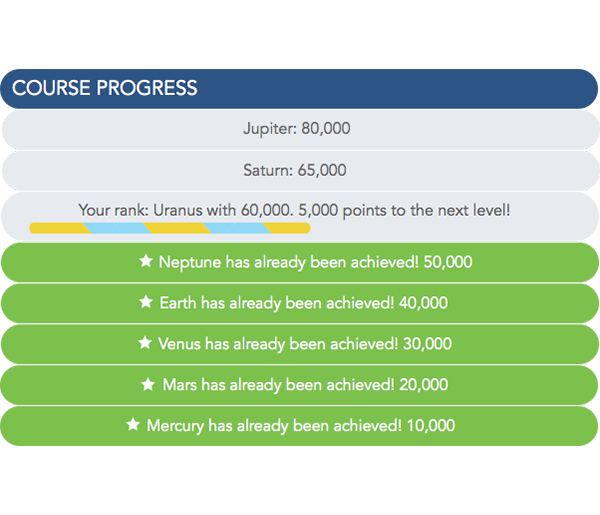 COURSE PROGRESS
Jupiter: 80,000
Saturn: 65,000
Your rank: Uranus with 60,000. 5,000 points to the next level!
Neptune has already been achieved! 50,000
Earth has already been achieved! 40,000
Venus has already been achieved! 30,000
Mars has already been achieved! 20,000
Mercury has already been achieved! 10,000